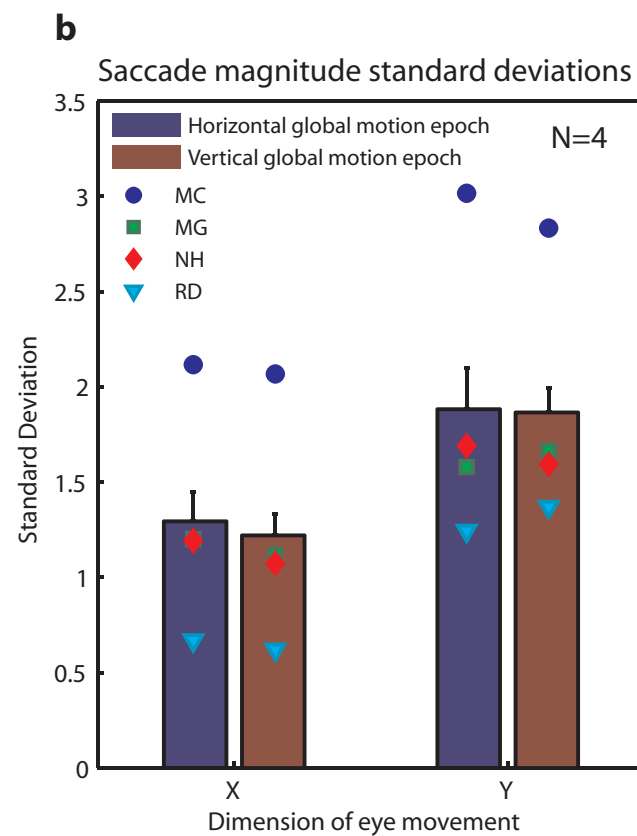 b
Saccade magnitude standard deviations
3.5
Horizontal global motion epoch
N=4
Vertical global motion epoch
3
MC
MG
NH
2.5
RD
2
Standard Deviation
1.5
1
0.5
0
X
Y
Dimension of eye movement